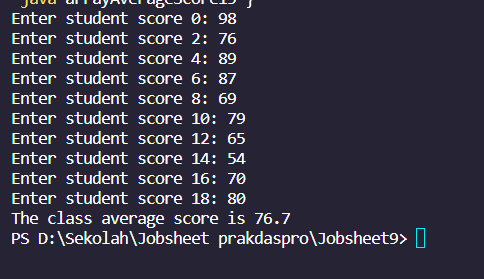 java arrayAverageScore19 }
Enter student score 0: 98
Enter student score 2: 76
Enter student score 4: 89
Enter student score 6: 87
Enter student score 8: 69
Enter student score 10: 79
Enter student score 12: 65
Enter student score 14: 54
Enter student score 16: 70
Enter student score 18: 80
The class average score is 76.7
PS D:\Sekolah\Jobsheet prakdaspro\Jobsheet9>